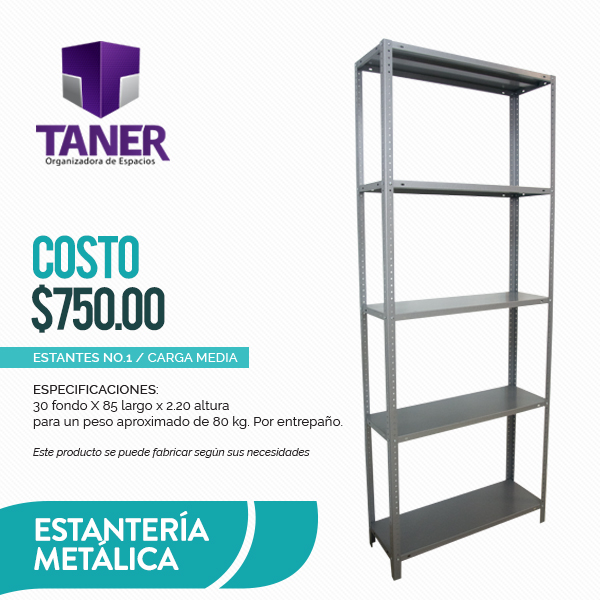 TANER
Organizadora de Espacios
COSTO
$750.00
ESTANTES NO.1 / CARGA MEDIA
ESPECIFICACIONES:
30 fondo X 85 largo x 2.20 altura
para un peso aproximado de 80 kg. Por entrepaño.
Este producto se puede fabricar según sus necesidades
ESTANTERÍA
METÁLICA